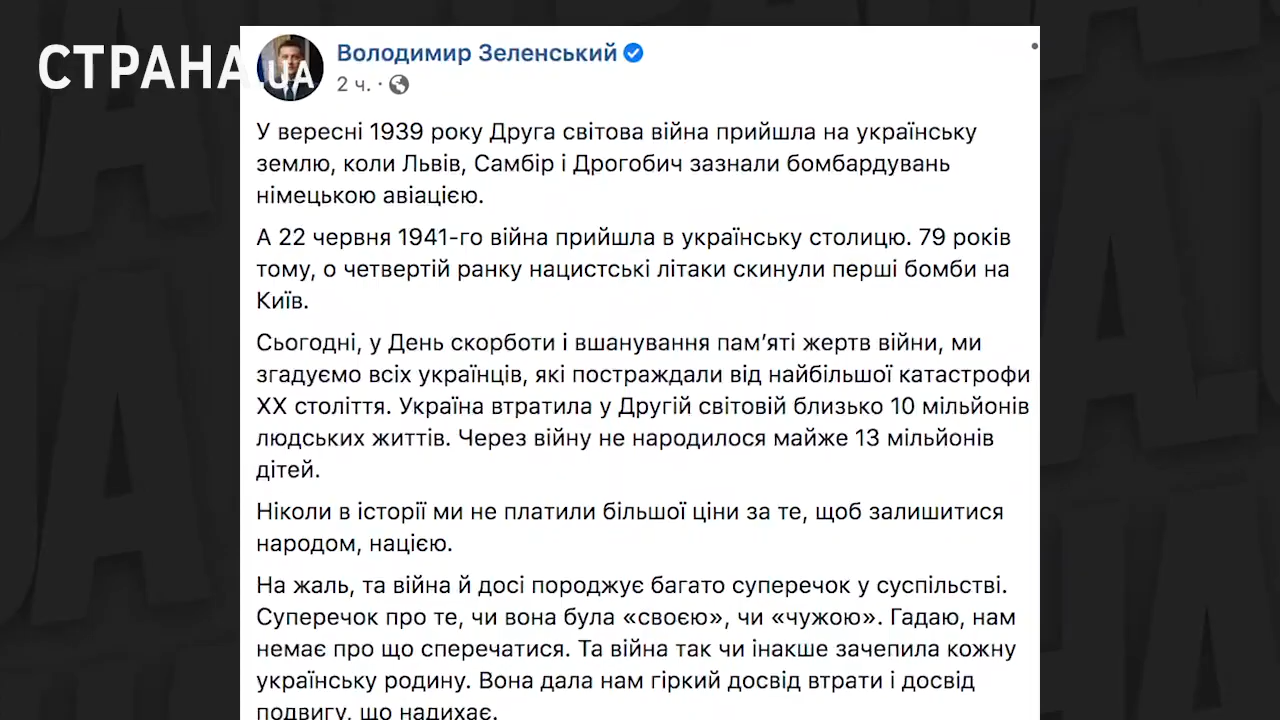 СТРАНА.UA
Володимир Зеленський
2 ч. ·
У вересні 1939 року Друга світова війна прийшла на українську
землю, коли Львів, Самбір і Дрогобич зазнали бомбардувань
німецькою авіацією.
А 22 червня 1941-го війна прийшла в українську столицю. 79 років
тому, о четвертій ранку нацистські літаки скинули перші бомби на
Київ.
Сьогодні, у День скорботи і вшанування пам’яті жертв війни, ми
згадуємо всіх українців, які постраждали від найбільшої катастрофи
ХХ століття. Україна втратила у Другій світовій близько 10 мільйонів
людських життів. Через війну не народилося майже 13 мільйонів
дітей.
Ніколи в історії ми не платили більшої ціни за те, щоб залишитися
народом, нацією.
На жаль, та війна й досі породжує багато суперечок у суспільстві.
Суперечок про те, чи вона була «своєю», чи «чужою». Гадаю, нам
немає про що сперечатися. Та війна так чи інакше зачепила кожну
українську родину. Вона дала нам гіркий досвід втрати і досвід
подвигу, що надихає.